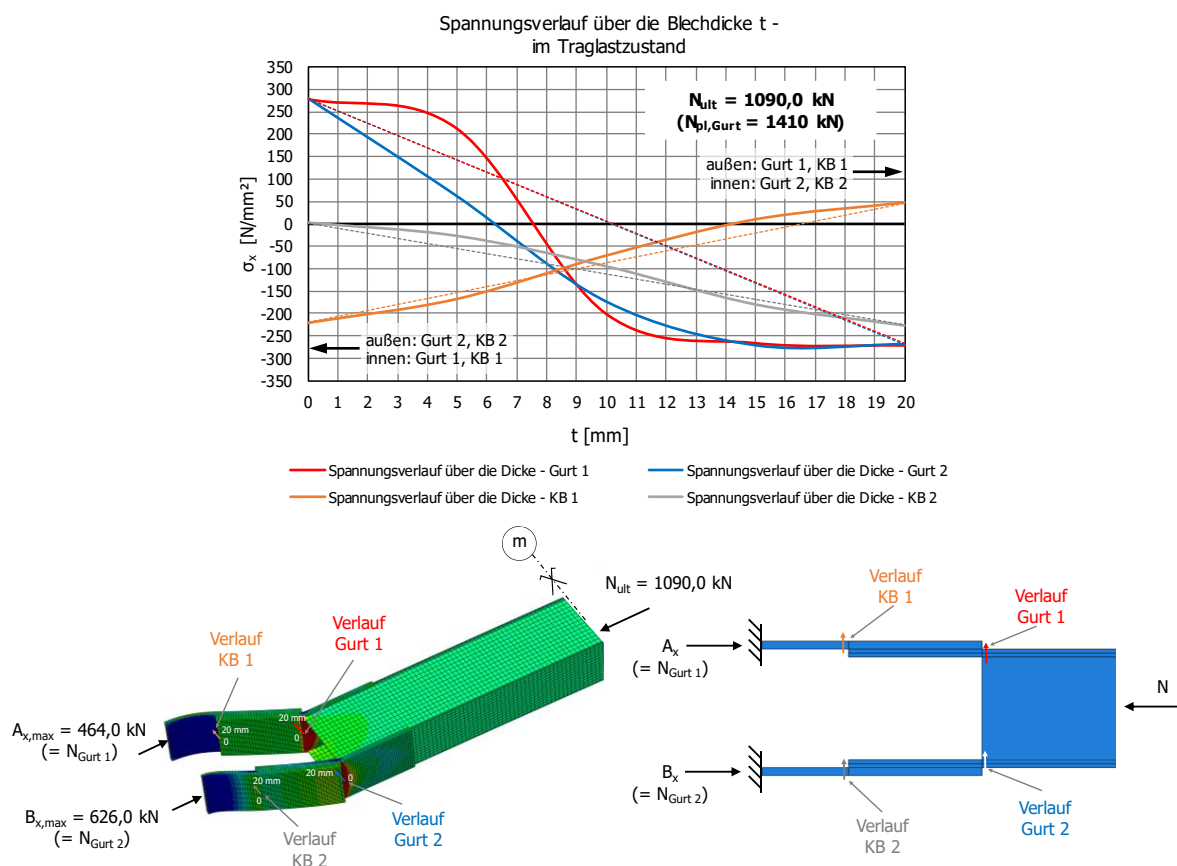 Spannungsverlauf über die Blechdicke t -
im Traglastzustand
350
300
250
200
150
100
50
0
-50
-100
-150
-200
-250
-300
-350
σx [N/mm²]
Nult = 1090,0 kN
(Npl,Gurt = 1410 kN)
außen: Gurt 1, KB 1
innen: Gurt 2, KB 2
außen: Gurt 2, KB 2
innen: Gurt 1, KB 1
0 1 2 3 4 5 6 7 8 9 10 11 12 13 14 15 16 17 18 19 20
t [mm]
Spannungsverlauf über die Dicke - Gurt 1
Spannungsverlauf über die Dicke - Gurt 2
Spannungsverlauf über die Dicke - KB 1
Spannungsverlauf über die Dicke - KB 2
m
Nult = 1090,0 kN
Verlauf
Gurt 1
Verlauf
KB 1
20 mm
0
20 mm
0
Ax,max = 464,0 kN
(= NGurt 1)
20 mm
0
20 mm
0
Bx,max = 626,0 kN
(= NGurt 2)
Verlauf
KB 2
Verlauf
Gurt 2
Verlauf
KB 1
Verlauf
Gurt 1
Ax
(= NGurt 1)
N
Bx
(= NGurt 2)
Verlauf
KB 2
Verlauf
Gurt 2